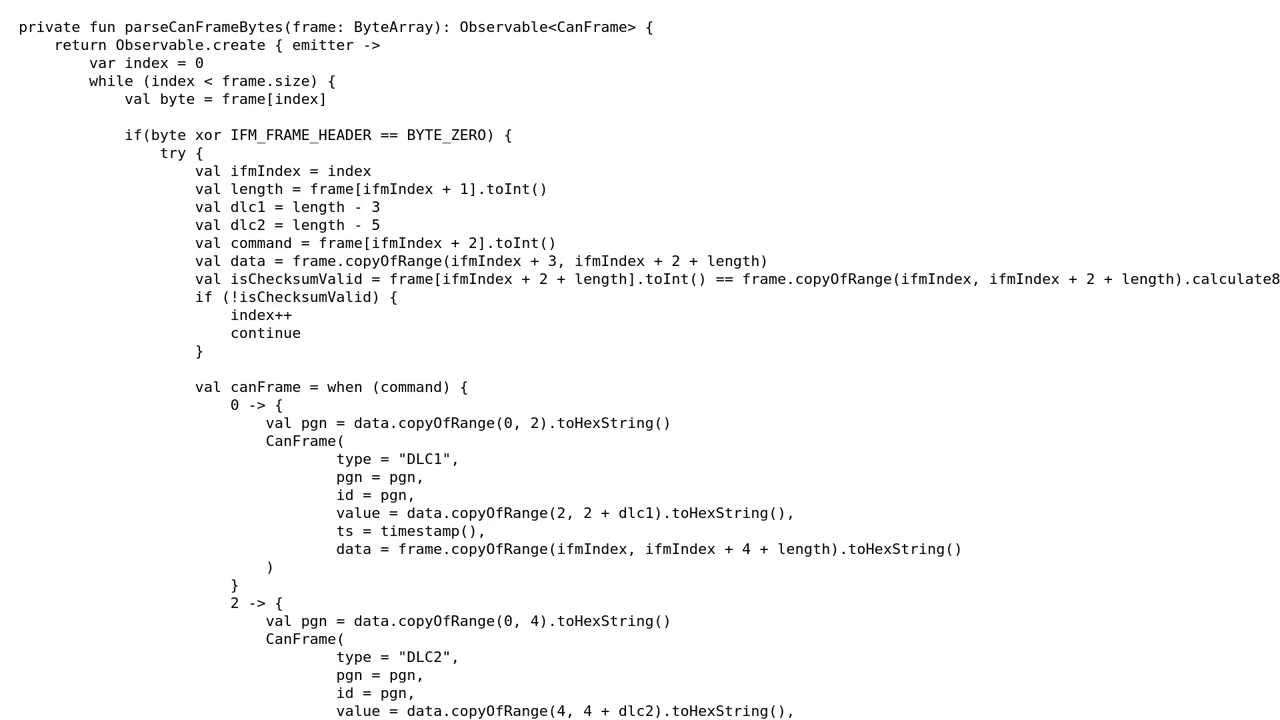 private fun parseCanFrameBytes(frame: ByteArray): Observable<CanFrame> {
    return Observable.create { emitter ->
        var index = 0
        while (index < frame.size) {
            val byte = frame[index]

            if(byte xor IFM_FRAME_HEADER == BYTE_ZERO) {
                try {
                    val ifmIndex = index
                    val length = frame[ifmIndex + 1].toInt()
                    val dlc1 = length - 3
                    val dlc2 = length - 5
                    val command = frame[ifmIndex + 2].toInt()
                    val data = frame.copyOfRange(ifmIndex + 3, ifmIndex + 2 + length)
                    val isChecksumValid = frame[ifmIndex + 2 + length].toInt() == frame.copyOfRange(ifmIndex, ifmIndex + 2 + length).calculate8
                    if (!isChecksumValid) {
                        index++
                        continue
                    }

                    val canFrame = when (command) {
                        0 -> {
                            val pgn = data.copyOfRange(0, 2).toHexString()
                            CanFrame(
                                    type = "DLC1",
                                    pgn = pgn,
                                    id = pgn,
                                    value = data.copyOfRange(2, 2 + dlc1).toHexString(),
                                    ts = timestamp(),
                                    data = frame.copyOfRange(ifmIndex, ifmIndex + 4 + length).toHexString()
                            )
                        }
                        2 -> {
                            val pgn = data.copyOfRange(0, 4).toHexString()
                            CanFrame(
                                    type = "DLC2",
                                    pgn = pgn,
                                    id = pgn,
                                    value = data.copyOfRange(4, 4 + dlc2).toHexString(),